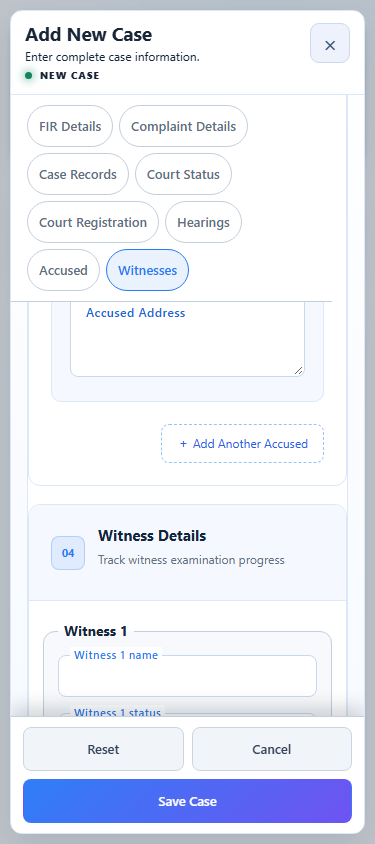 Add New Case
Enter complete case information.
NEW CASE
×
FIR Details
Complaint Details
Case Records
Court Status
Court Registration
Hearings
Accused
Witnesses
Accused Address
+ Add Another Accused
04
Witness Details
Track witness examination progress
Witness 1
Witness 1 name
Witness 1 status
Reset
Cancel
Save Case